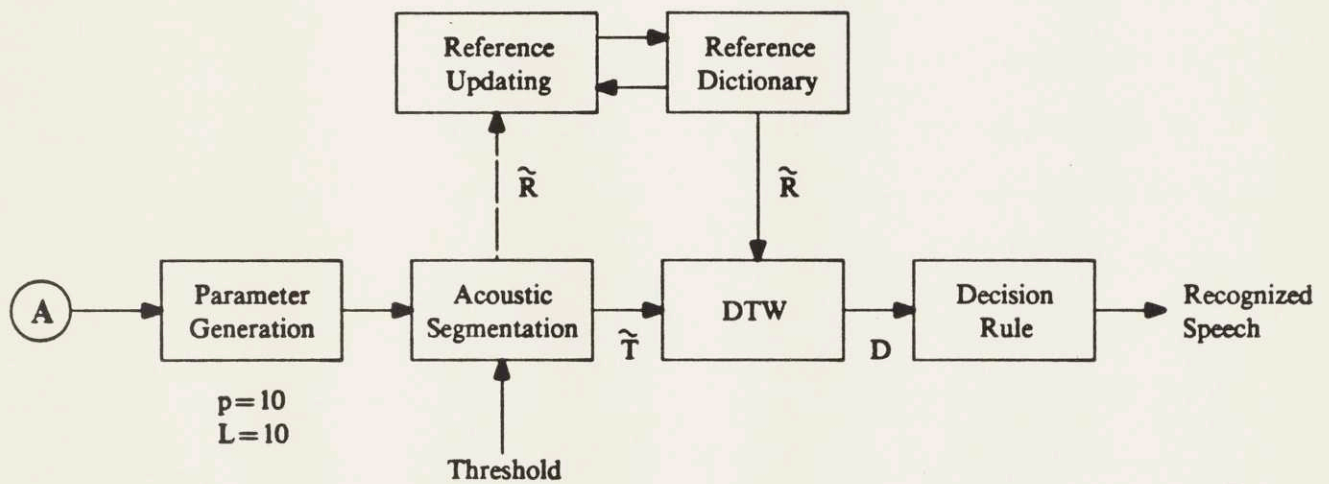 Reference
Updating
Reference
Dictionary
R̃
R̃
A
Parameter
Generation
Acoustic
Segmentation
T̃
DTW
D
Decision
Rule
Recognized
Speech
p=10
L=10
Threshold